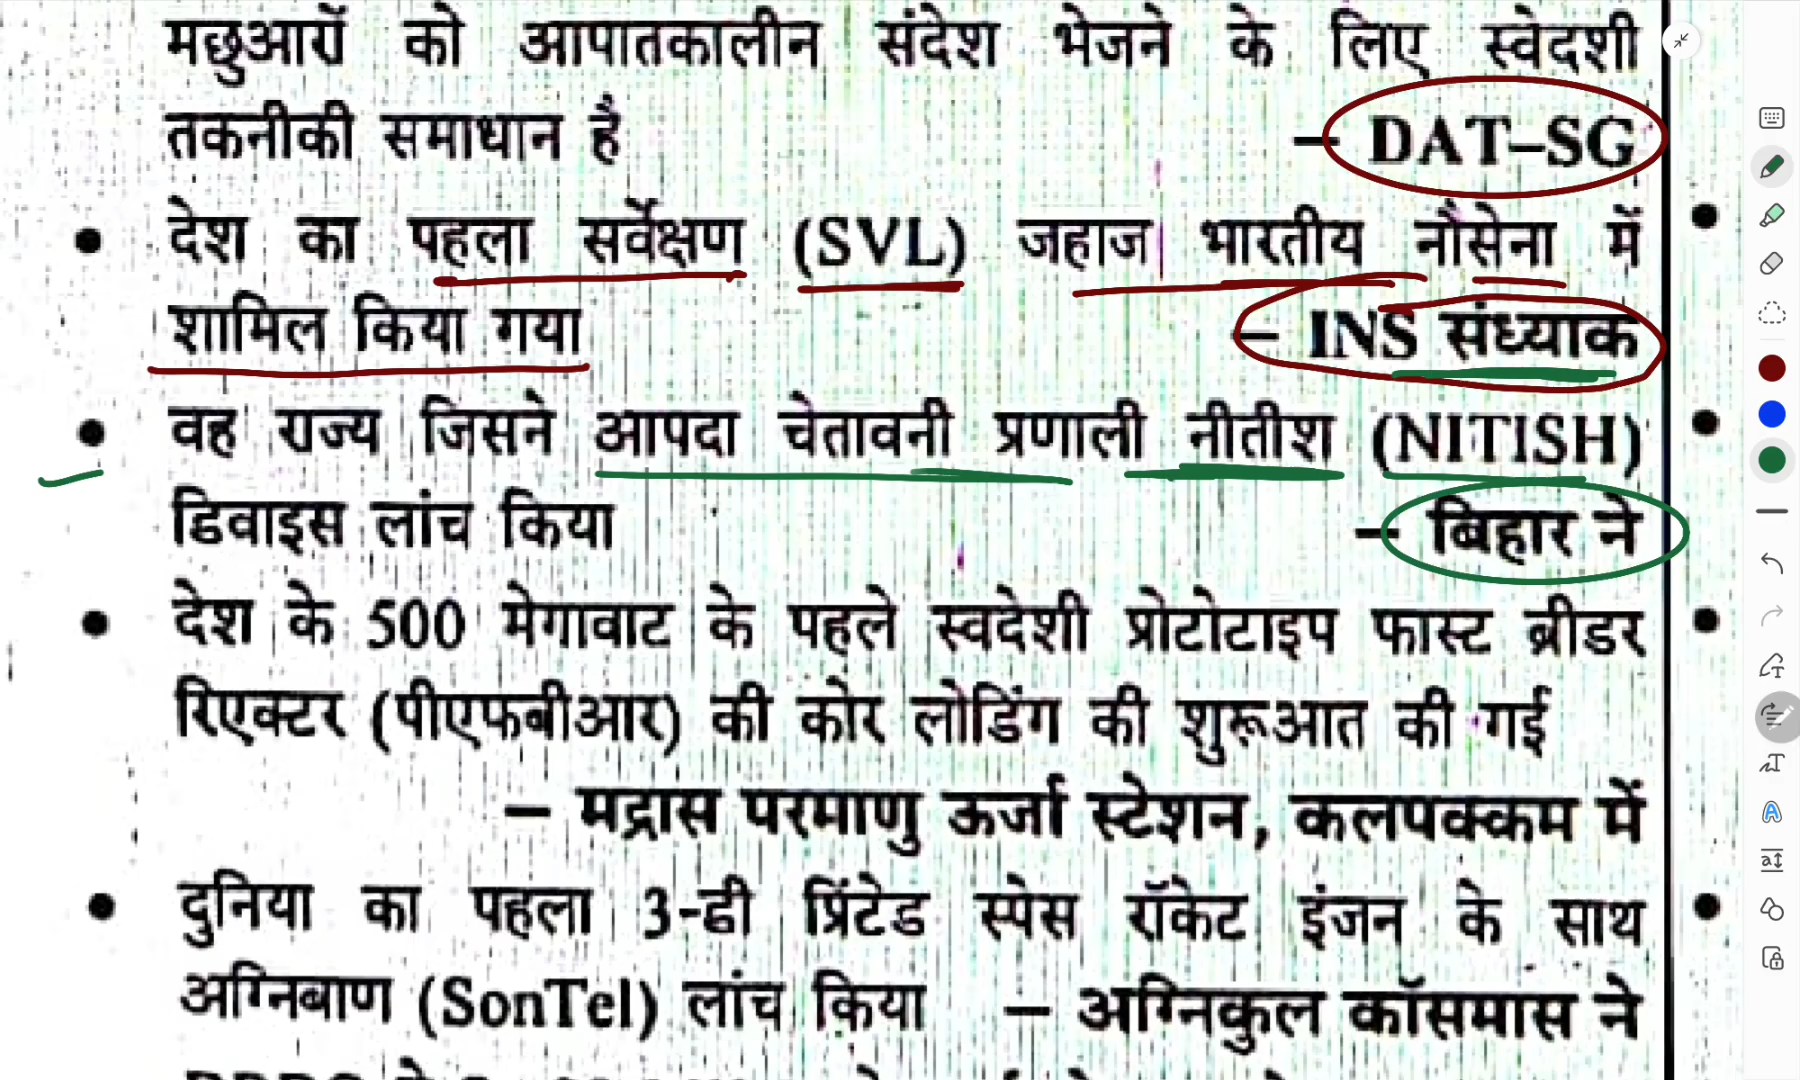 मछुआरों को आपातकालीन संदेश भेजने के लिए स्वेदशी
तकनीकी समाधान है – DAT–SG
• देश का पहला सर्वेक्षण (SVL) जहाज भारतीय नौसेना में
शामिल किया गया – INS संध्याक
• वह राज्य जिसने आपदा चेतावनी प्रणाली नीतीश (NITISH)
डिवाइस लांच किया – बिहार ने
• देश के 500 मेगावाट के पहले स्वदेशी प्रोटोटाइप फास्ट ब्रीडर
रिएक्टर (पीएफबीआर) की कोर लोडिंग की शुरूआत की गई
– मद्रास परमाणु ऊर्जा स्टेशन, कलपक्कम में
• दुनिया का पहला 3-डी प्रिंटेड स्पेस रॉकेट इंजन के साथ
अग्निबाण (SonTel) लांच किया – अग्निकुल कॉसमास ने